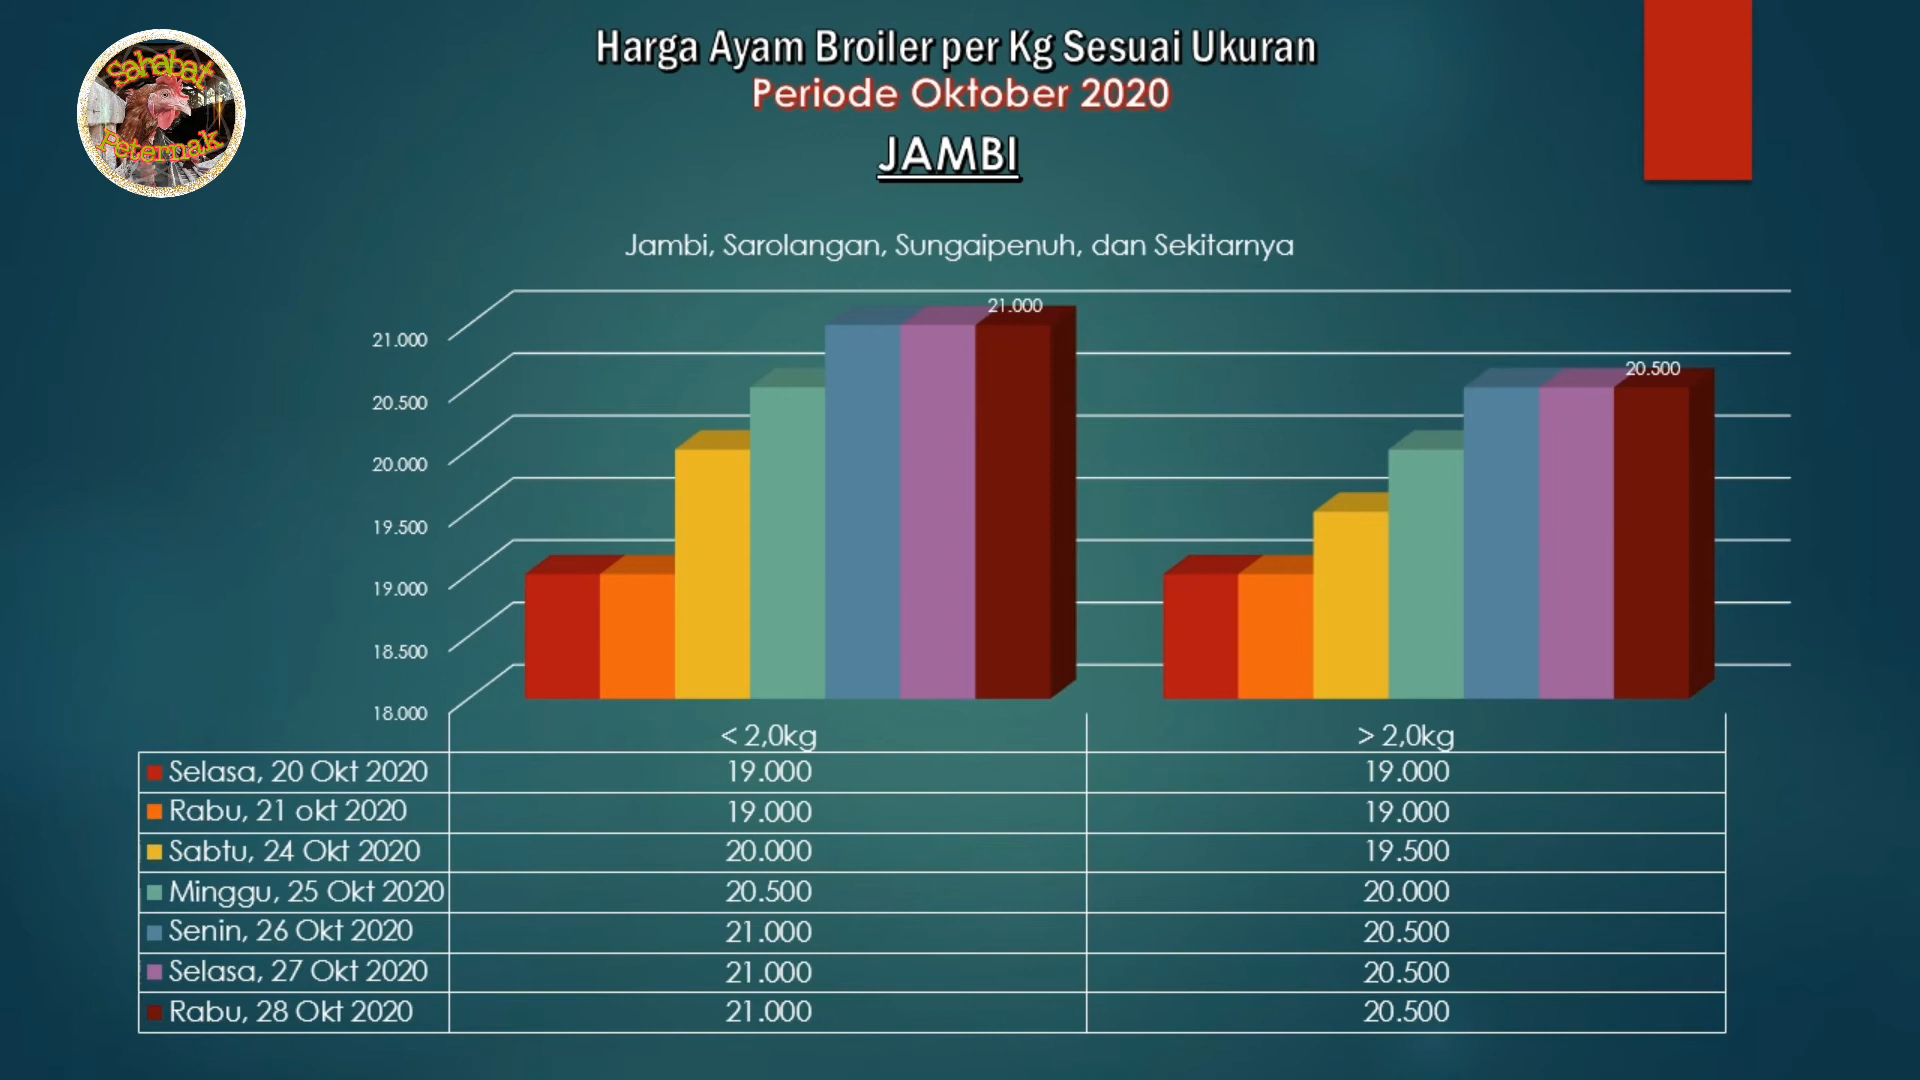 Sahabat
Peternak
Harga Ayam Broiler per Kg Sesuai Ukuran
Periode Oktober 2020
JAMBI
Jambi, Sarolangan, Sungaipenuh, dan Sekitarnya
21.000
20.500
20.000
19.500
19.000
18.500
18.000
21.000
20.500
< 2,0kg > 2,0kg
Selasa, 20 Okt 2020 19.000 19.000
Rabu, 21 okt 2020 19.000 19.000
Sabtu, 24 Okt 2020 20.000 19.500
Minggu, 25 Okt 2020 20.500 20.000
Senin, 26 Okt 2020 21.000 20.500
Selasa, 27 Okt 2020 21.000 20.500
Rabu, 28 Okt 2020 21.000 20.500